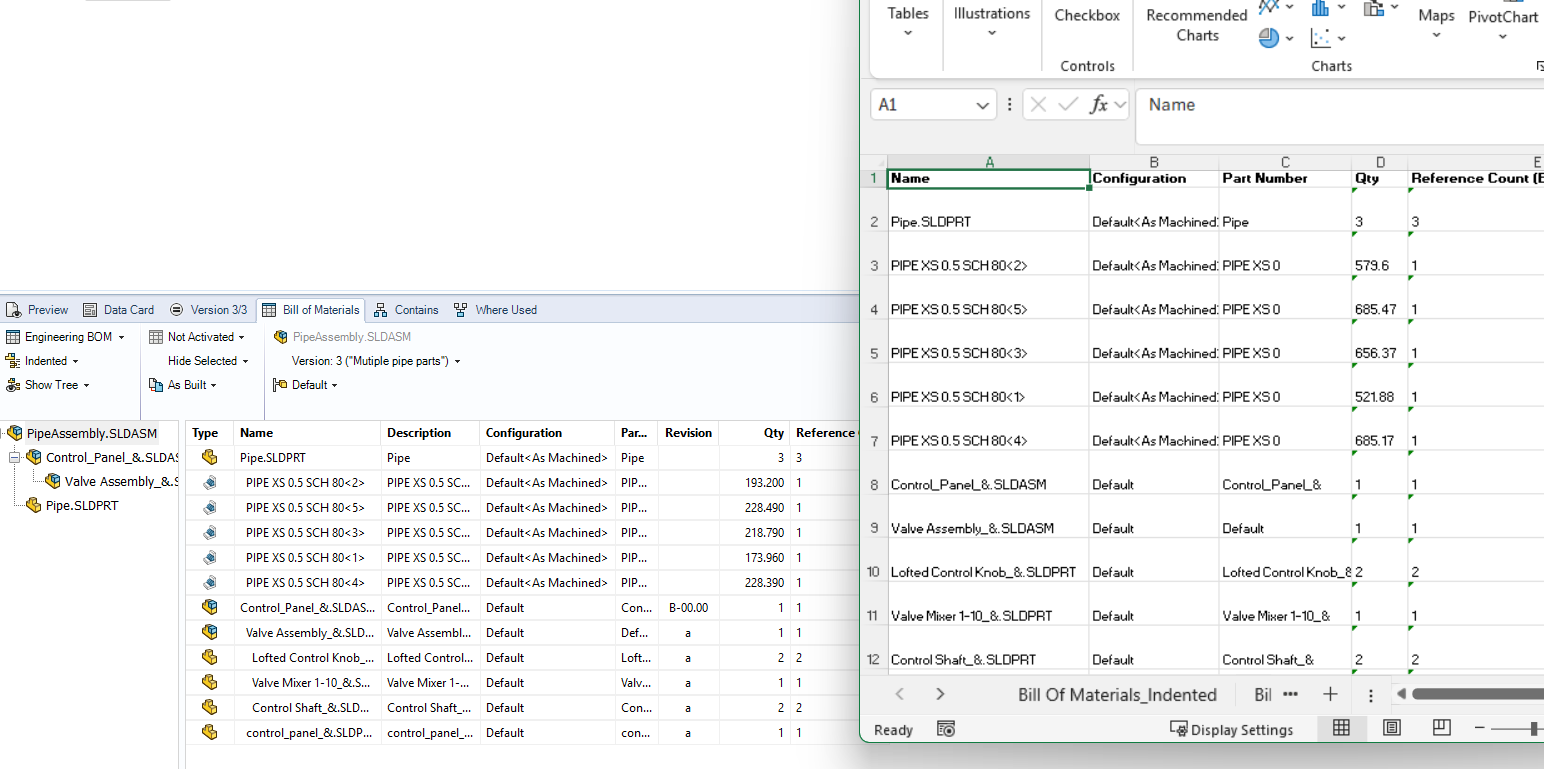 Preview Data Card Version 3/3 Bill of Materials Contains Where Used
Engineering BOM Not Activated PipeAssembly.SLDASM
Indented Hide Selected Version: 3 ("Mutiple pipe parts")
Show Tree As Built Default
PipeAssembly.SLDASM
Control_Panel_&.SLDAS
Valve Assembly_&.S
Pipe.SLDPRT
Type Name Description Configuration Par... Revision Qty Reference
Pipe.SLDPRT Pipe Default<As Machined> Pipe 3 3
PIPE XS 0.5 SCH 80<2> PIPE XS 0.5 SC... Default<As Machined> PIP... 193.200 1
PIPE XS 0.5 SCH 80<5> PIPE XS 0.5 SC... Default<As Machined> PIP... 228.490 1
PIPE XS 0.5 SCH 80<3> PIPE XS 0.5 SC... Default<As Machined> PIP... 218.790 1
PIPE XS 0.5 SCH 80<1> PIPE XS 0.5 SC... Default<As Machined> PIP... 173.960 1
PIPE XS 0.5 SCH 80<4> PIPE XS 0.5 SC... Default<As Machined> PIP... 228.390 1
Control_Panel_&.SLDAS... Control_Panel... Default Con... B-00.00 1 1
Valve Assembly_&.SLD... Valve Assembl... Default Def... a 1 1
Lofted Control Knob_... Lofted Control... Default Loft... a 2 2
Valve Mixer 1-10_&.S... Valve Mixer 1-... Default Valv... a 1 1
Control Shaft_&.SLD... Control Shaft_... Default Con... a 2 2
control_panel_&.SLDP... control_panel_... Default con... a 1 1
Tables Illustrations Checkbox Recommended Charts Maps PivotChart
Controls Charts
A1 fx Name
A B C D E
1 Name Configuration Part Number Qty Reference Count (E
2 Pipe.SLDPRT Default<As Machined> Pipe 3 3
3 PIPE XS 0.5 SCH 80<2> Default<As Machined> PIPE XS 0 579.6 1
4 PIPE XS 0.5 SCH 80<5> Default<As Machined> PIPE XS 0 685.47 1
5 PIPE XS 0.5 SCH 80<3> Default<As Machined> PIPE XS 0 656.37 1
6 PIPE XS 0.5 SCH 80<1> Default<As Machined> PIPE XS 0 521.88 1
7 PIPE XS 0.5 SCH 80<4> Default<As Machined> PIPE XS 0 685.17 1
8 Control_Panel_&.SLDASM Default Control_Panel_& 1 1
9 Valve Assembly_&.SLDASM Default Default 1 1
10 Lofted Control Knob_&.SLDPRT Default Lofted Control Knob_& 2 2
11 Valve Mixer 1-10_&.SLDPRT Default Valve Mixer 1-10_& 1 1
12 Control Shaft_&.SLDPRT Default Control Shaft_& 2 2
Bill Of Materials_Indented Bil ...
Ready Display Settings